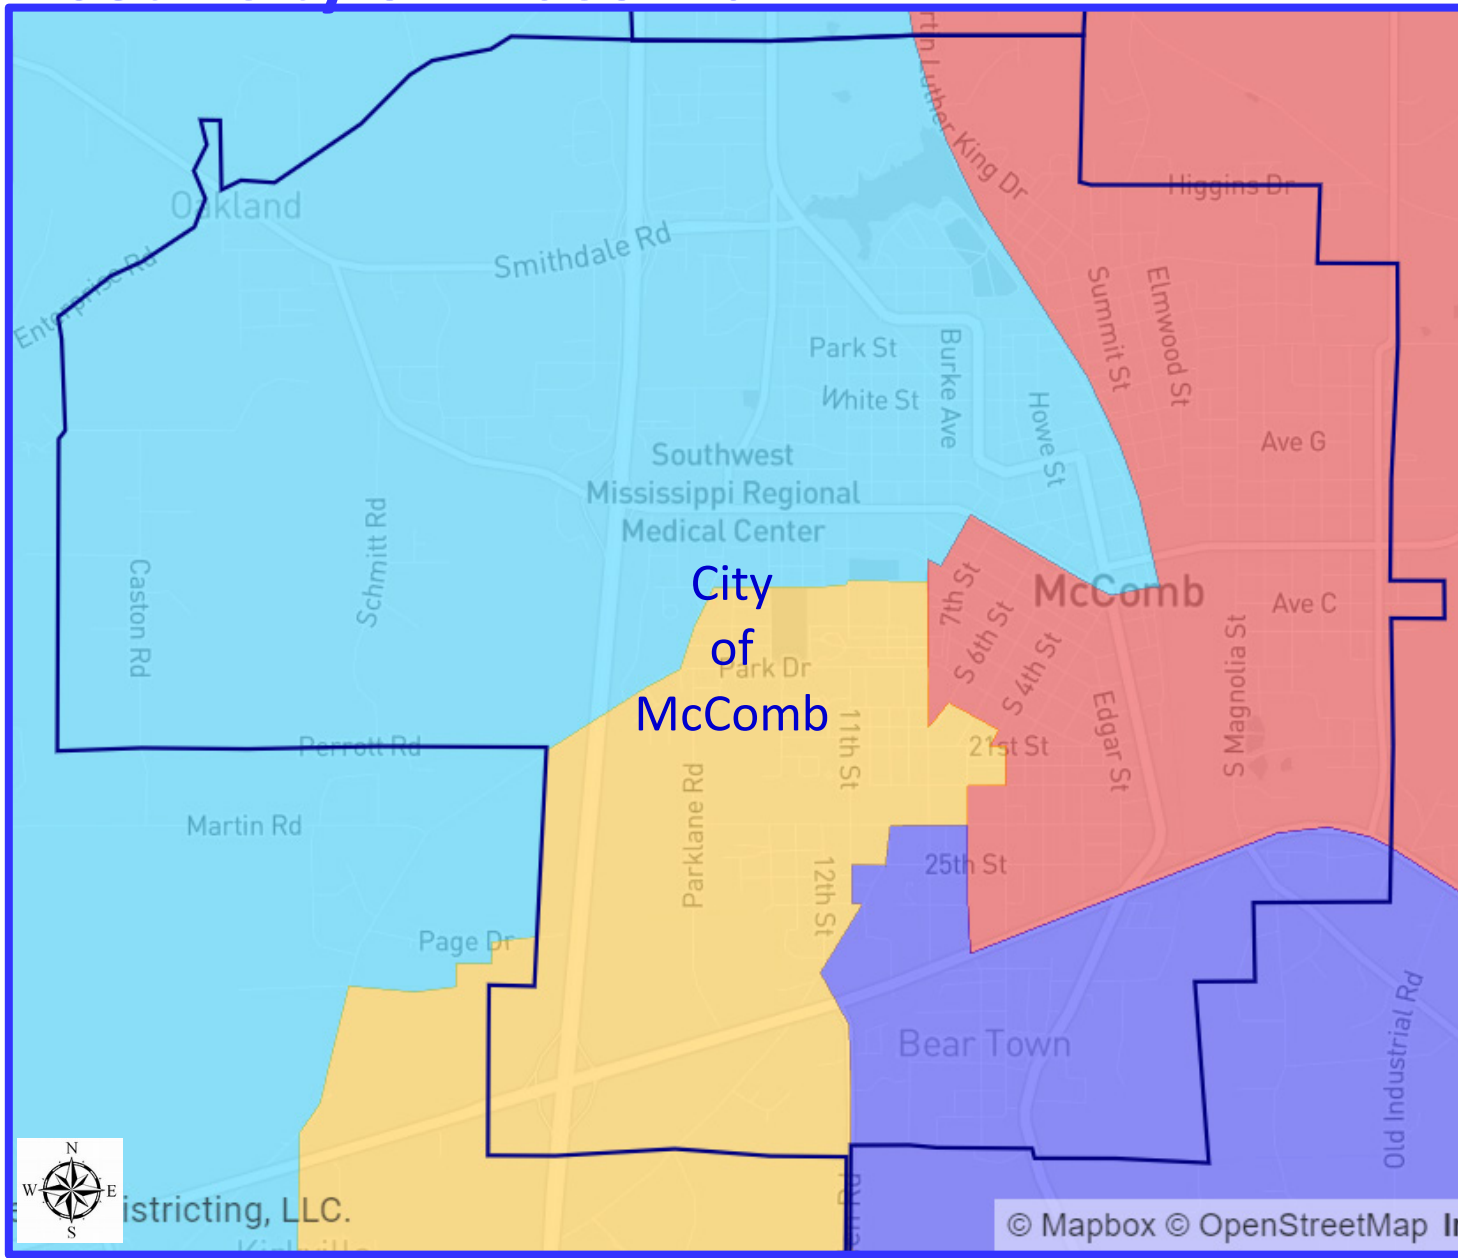 rtin Luther King Dr
Higgins Dr
Oakland
Smithdale Rd
Enterprise Rd
Summit St
Elmwood St
Park St
White St
Burke Ave
Howe St
Ave G
Southwest
Mississippi Regional
Medical Center
Schmitt Rd
Caston Rd
City
of
McComb
7th St
S 6th St
S 4th St
McComb
Ave C
S Magnolia St
Park Dr
11th St
21st St
Edgar St
Perrott Rd
Parklane Rd
Martin Rd
12th St
25th St
Page Dr
Bear Town
Old Industrial Rd
N
W E
S
istricting, LLC.
Rd
© Mapbox © OpenStreetMap